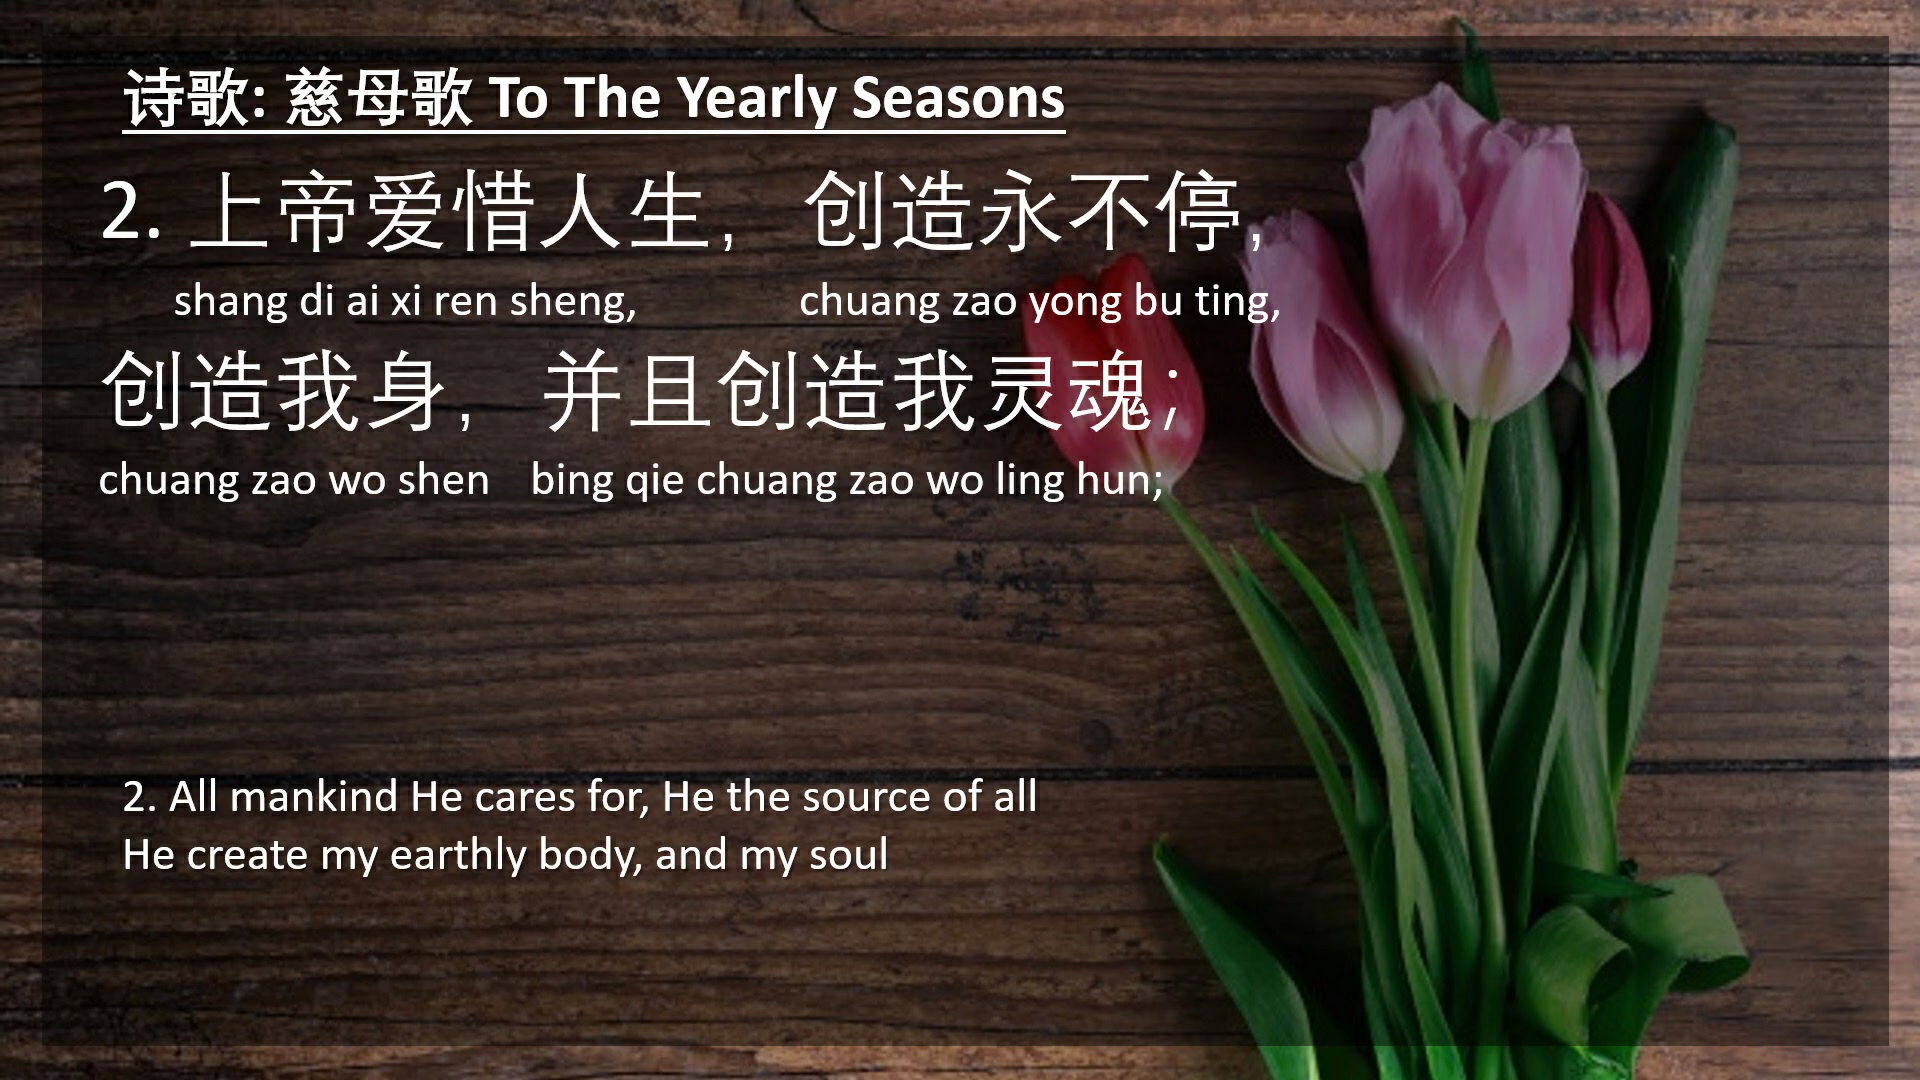 诗歌: 慈母歌 To The Yearly Seasons
2. 上帝爱惜人生, 创造永不停,
shang di ai xi ren sheng, chuang zao yong bu ting,
创造我身, 并且创造我灵魂;
chuang zao wo shen bing qie chuang zao wo ling hun;
2. All mankind He cares for, He the source of all
He create my earthly body, and my soul